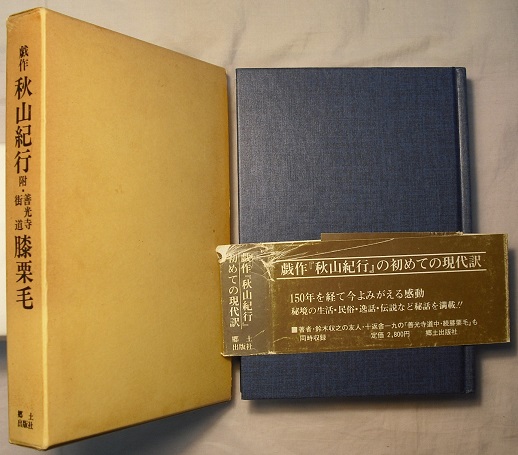 戯作
秋山紀行
附・善光寺
街道
膝栗毛
郷土
出版社
戯作『秋山紀行』
初めての現代訳
郷土
出版社
戯作『秋山紀行』の初めての現代訳
150年を経て今よみがえる感動
秘境の生活・民俗・逸話・伝説など秘話を満載!!
■著者・鈴木牧之の友人・十返舎一九の『善光寺道中・続膝栗毛』も
同時収録
定価 2,800円 郷土出版社